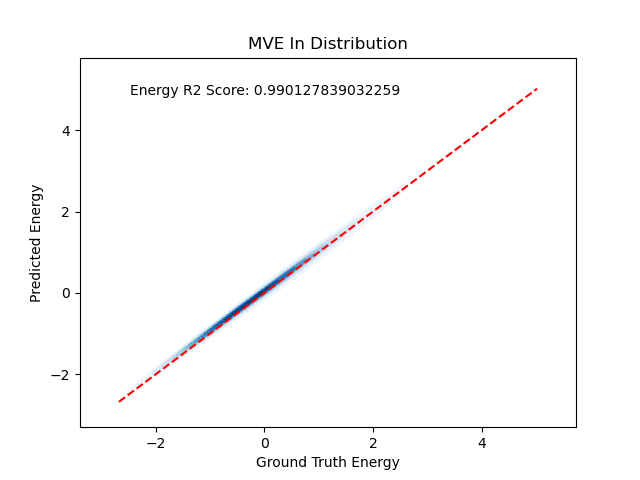 MVE In Distribution
Energy R2 Score: 0.990127839032259
Predicted Energy
4
2
0
−2
−2
0
2
4
Ground Truth Energy